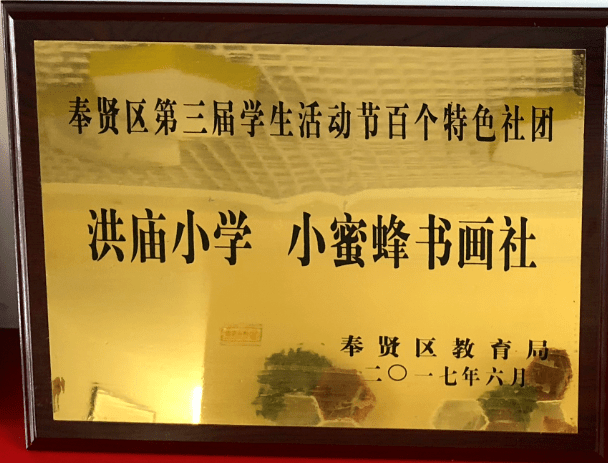 奉贤区第三届学生活动节百个特色社团
洪庙小学 小蜜蜂书画社
奉贤区教育局
二〇一七年六月